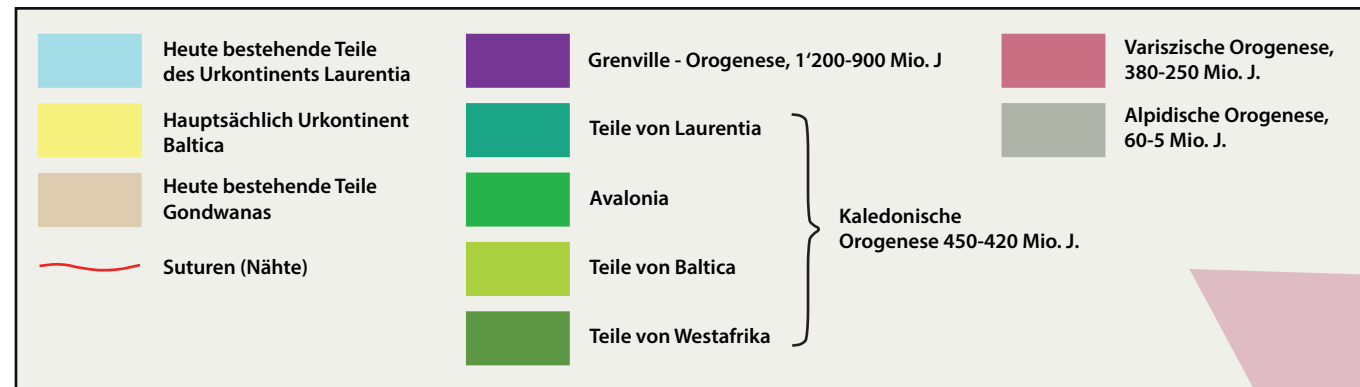 Heute bestehende Teile
des Urkontinents Laurentia
Hauptsächlich Urkontinent
Baltica
Heute bestehende Teile
Gondwanas
Suturen (Nähte)
Grenville - Orogenese, 1‘200-900 Mio. J
Teile von Laurentia
Avalonia
Teile von Baltica
Teile von Westafrika
Kaledonische
Orogenese 450-420 Mio. J.
Variszische Orogenese,
380-250 Mio. J.
Alpidische Orogenese,
60-5 Mio. J.